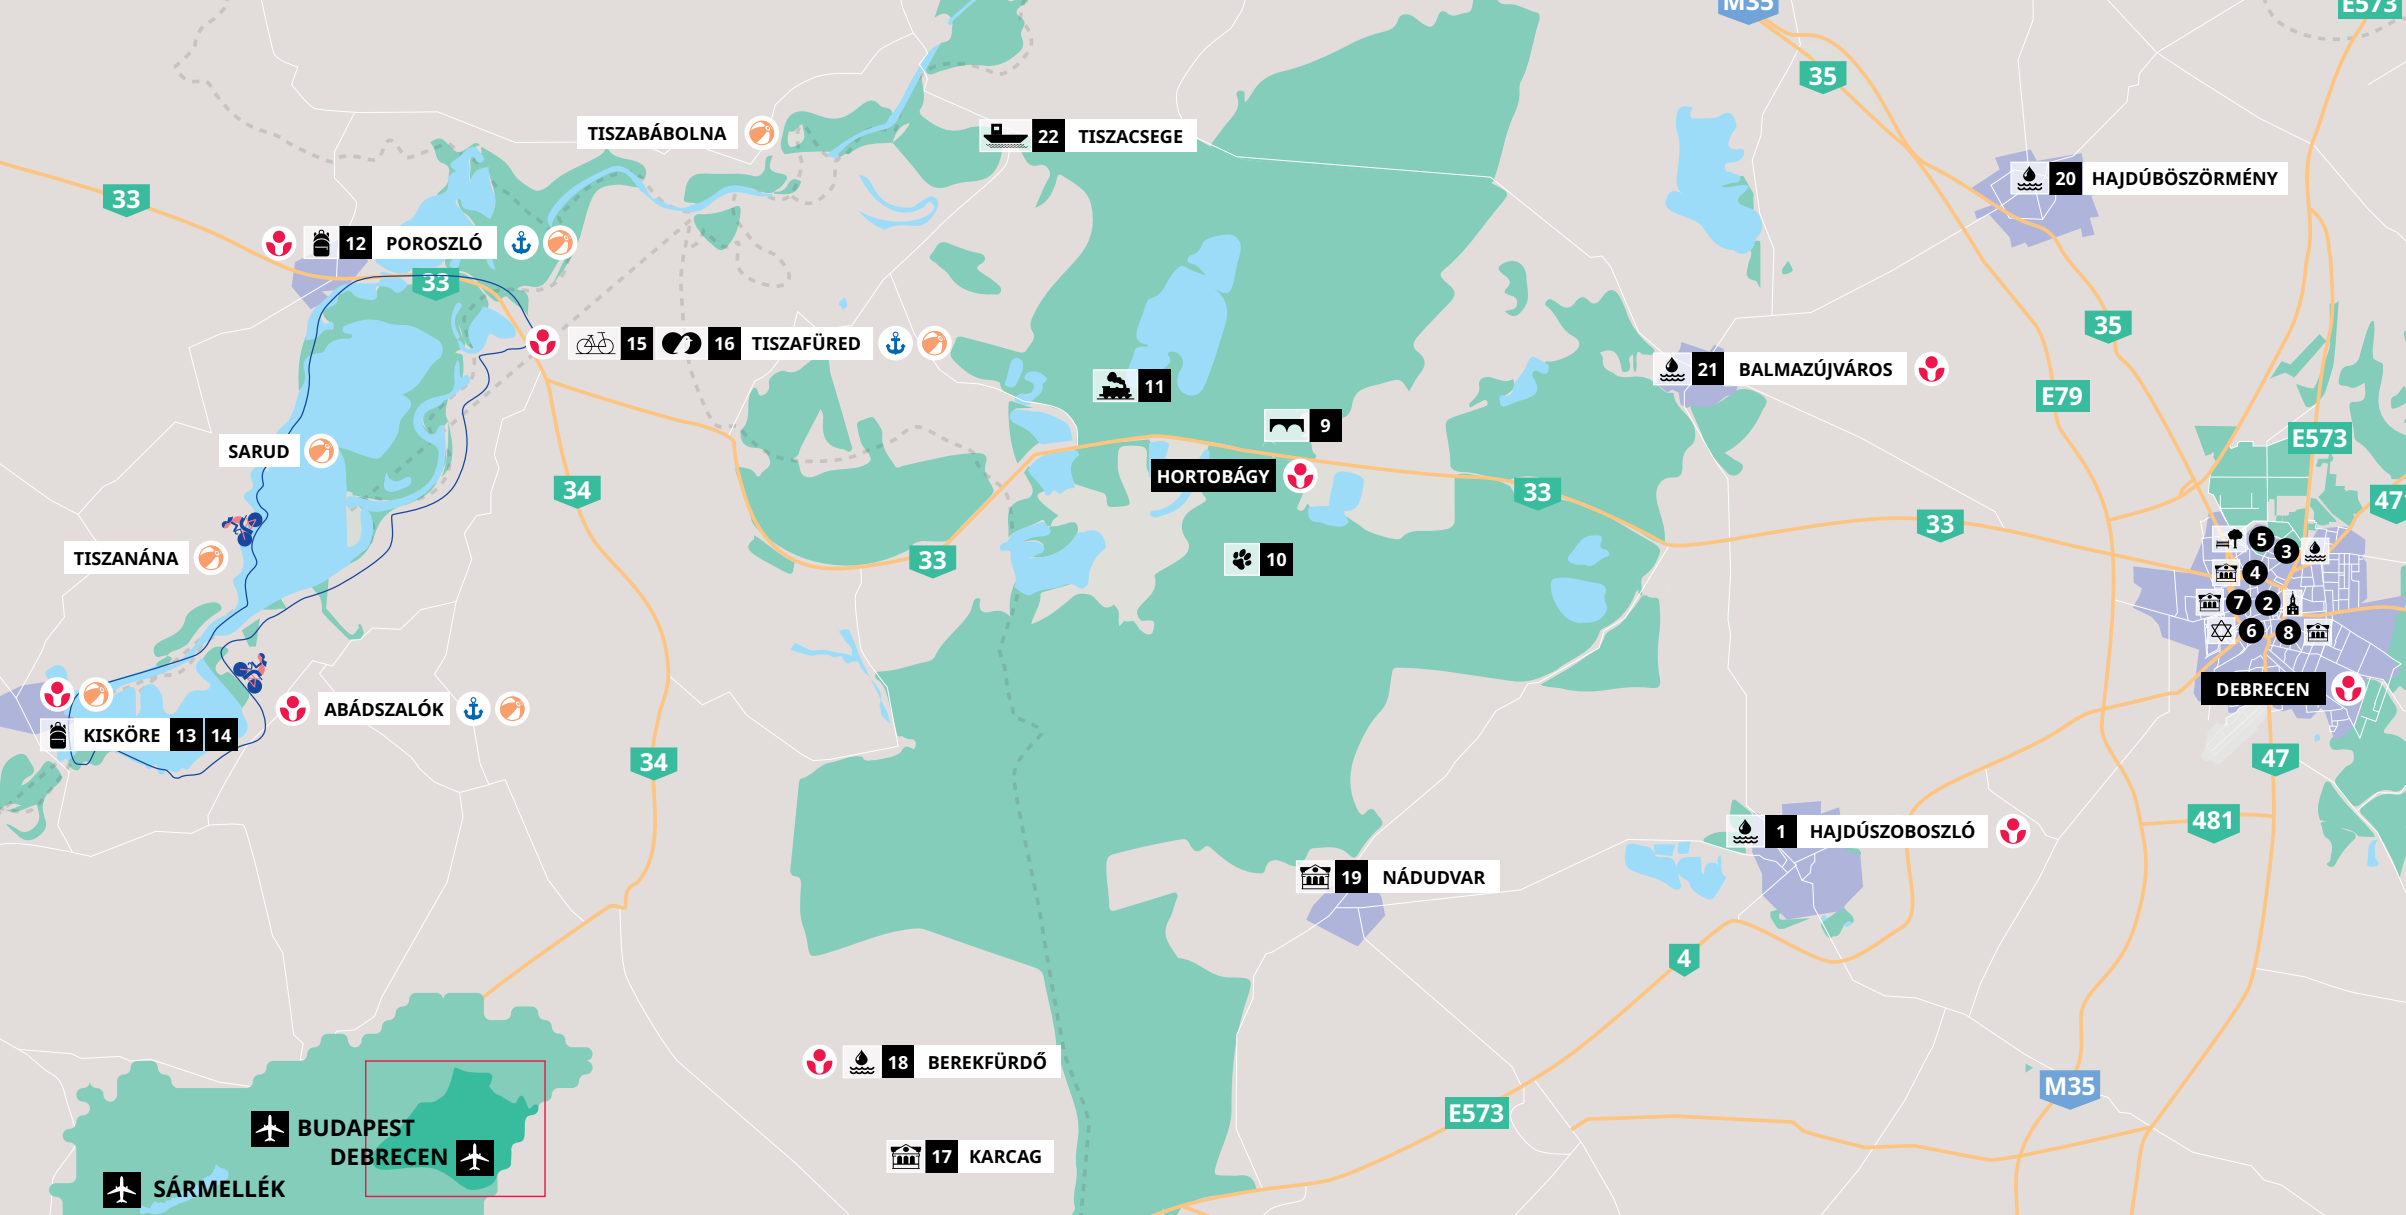 M35
E573
35
TISZABÁBOLNA
22 TISZACSEGE
20 HAJDÚBÖSZÖRMÉNY
33
12 POROSZLÓ
33
35
15 16 TISZAFÜRED
21 BALMAZÚJVÁROS
11
E79
9
E573
SARUD
HORTOBÁGY
34
33
471
33
TISZANÁNA
33
10
5
3
4
7 2
6 8
DEBRECEN
ABÁDSZALÓK
KISKÖRE 13 14
34
47
481
1 HAJDÚSZOBOSZLÓ
19 NÁDUDVAR
4
18 BEREKFÜRDŐ
M35
E573
BUDAPEST
DEBRECEN
17 KARCAG
SÁRMELLÉK